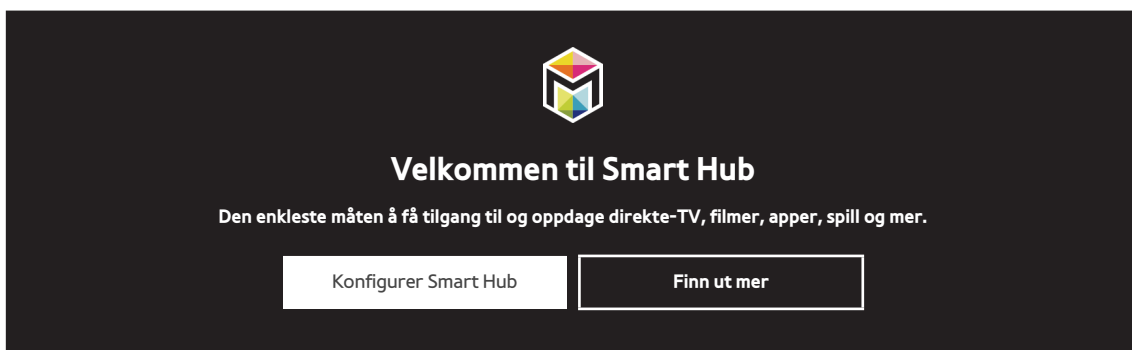 Velkommen til Smart Hub
Den enkleste måten å få tilgang til og oppdage direkte-TV, filmer, apper, spill og mer.
Konfigurer Smart Hub
Finn ut mer